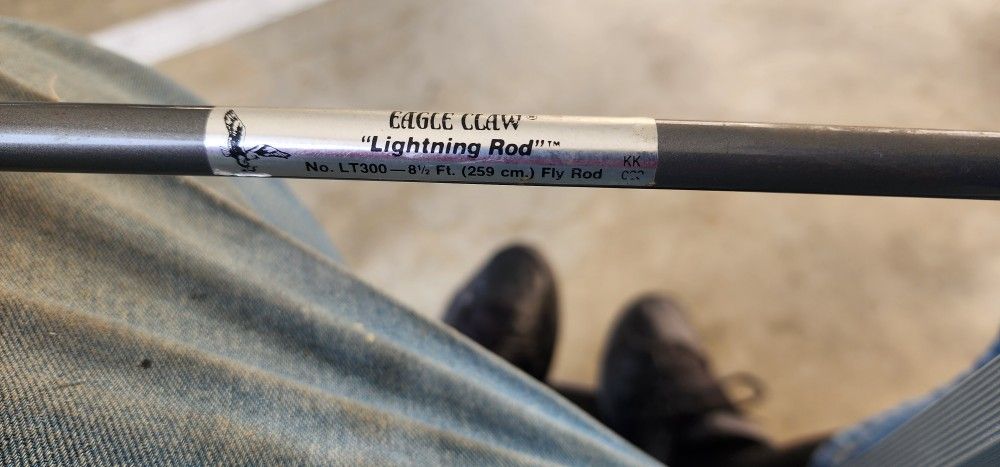 EAGLE CLAW®
"Lightning Rod"™
No. LT300—8½ Ft. (259 cm.) Fly Rod
KK